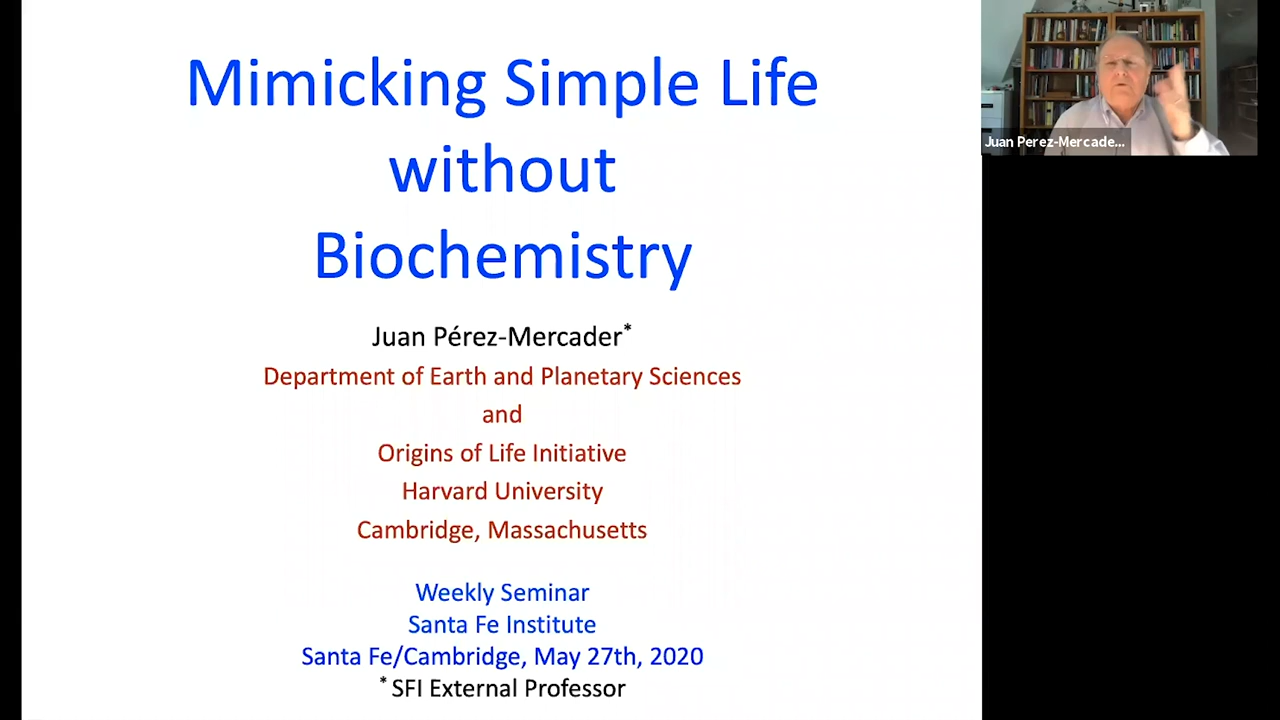 Mimicking Simple Life
without
Biochemistry
Juan Pérez-Mercader*
Department of Earth and Planetary Sciences
and
Origins of Life Initiative
Harvard University
Cambridge, Massachusetts
Weekly Seminar
Santa Fe Institute
Santa Fe/Cambridge, May 27th, 2020
* SFI External Professor
Juan Perez-Mercade...